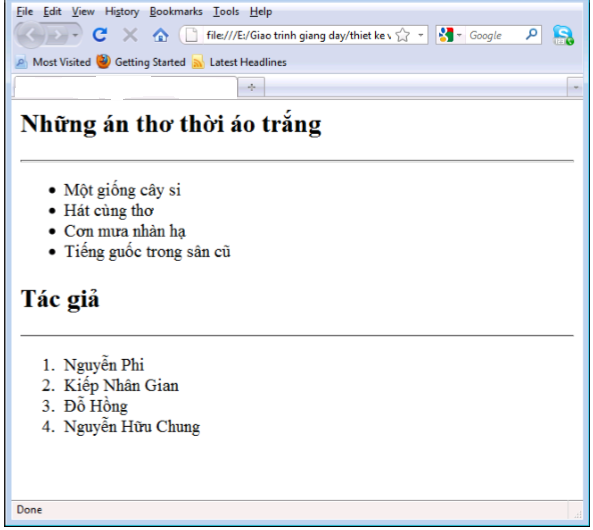 File Edit View History Bookmarks Tools Help
file:///E:/Giao trinh giang day/thiet ke v Google
Most Visited Getting Started Latest Headlines
Những án thơ thời áo trắng
Một giống cây si
Hát cùng thơ
Cơn mưa nhàn hạ
Tiếng guốc trong sân cũ
Tác giả
1. Nguyễn Phi
2. Kiếp Nhân Gian
3. Đỗ Hồng
4. Nguyễn Hữu Chung
Done